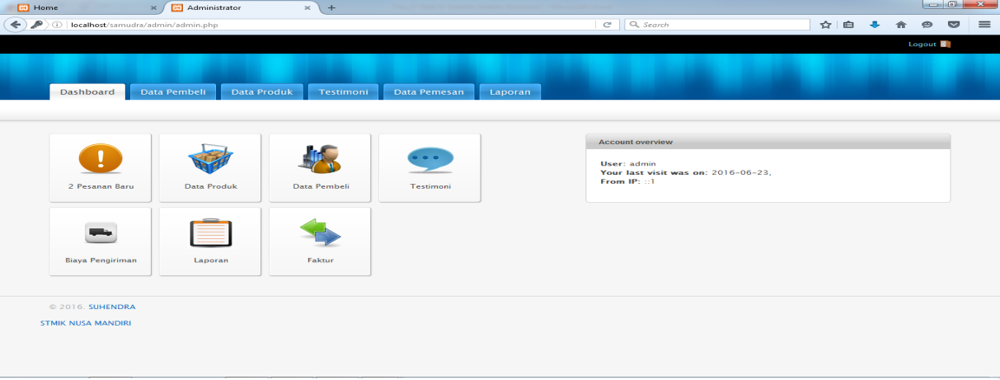 Home
Administrator
localhost/samudra/admin/admin.php
Search
Logout
Dashboard Data Pembeli Data Produk Testimoni Data Pemesan Laporan
2 Pesanan Baru Data Produk Data Pembeli Testimoni
Account overview
User: admin
Your last visit was on: 2016-06-23,
From IP: ::1
Biaya Pengiriman Laporan Faktur
© 2016. SUHENDRA
STMIK NUSA MANDIRI